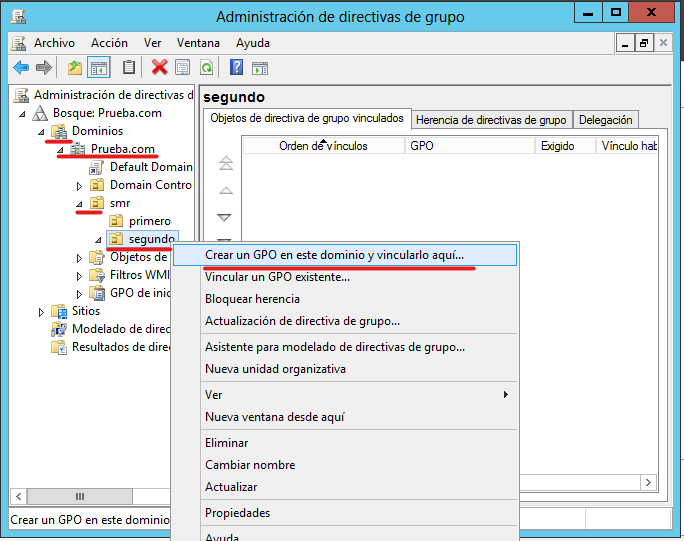 Administración de directivas de grupo
Archivo Acción Ver Ventana Ayuda
Administración de directivas d
Bosque: Prueba.com
Dominios
Prueba.com
Default Domain
Domain Contro
smr
primero
segundo
Objetos de
Filtros WMI
GPO de inic
Sitios
Modelado de direc
Resultados de direc
segundo
Objetos de directiva de grupo vinculados Herencia de directivas de grupo Delegación
Orden de vínculos GPO Exigido Vínculo hab
Crear un GPO en este dominio y vincularlo aquí...
Vincular un GPO existente...
Bloquear herencia
Actualización de directiva de grupo...
Asistente para modelado de directivas de grupo...
Nueva unidad organizativa
Ver
Nueva ventana desde aquí
Eliminar
Cambiar nombre
Actualizar
Propiedades
Ayuda
Crear un GPO en este dominio